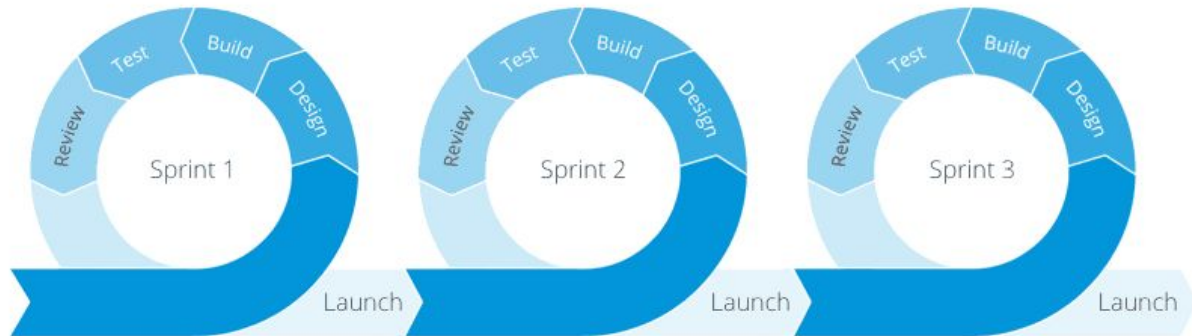 Test
Build
Design
Review
Sprint 1
Launch
Test
Build
Design
Review
Sprint 2
Launch
Test
Build
Design
Review
Sprint 3
Launch